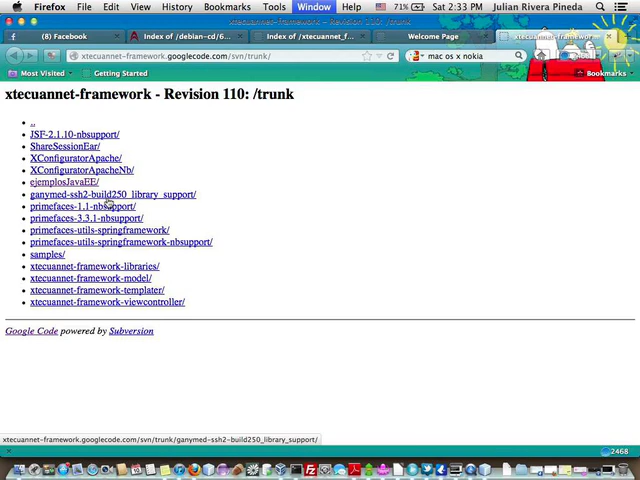 Firefox File Edit View History Bookmarks Tools Window Help 71% Sat 2:33 PM Julian Rivera Pineda
xtecuannet-framework - Revision 110: /trunk
(8) Facebook Index of /debian-cd/6... Index of /xtecuannet_f... Welcome Page xtecuannet-framework ...
xtecuannet-framework.googlecode.com/svn/trunk/ mac os x nokia
Most Visited Getting Started Bookmarks
xtecuannet-framework - Revision 110: /trunk
..
JSF-2.1.10-nbsupport/
ShareSessionEar/
XConfiguratorApache/
XConfiguratorApacheNb/
ejemplosJavaEE/
ganymed-ssh2-build250_library_support/
primefaces-1.1-nbsupport/
primefaces-3.3.1-nbsupport/
primefaces-utils-springframework/
primefaces-utils-springframework-nbsupport/
samples/
xtecuannet-framework-libraries/
xtecuannet-framework-model/
xtecuannet-framework-templater/
xtecuannet-framework-viewcontroller/
Google Code powered by Subversion
xtecuannet-framework.googlecode.com/svn/trunk/ganymed-ssh2-build250_library_support/
2468